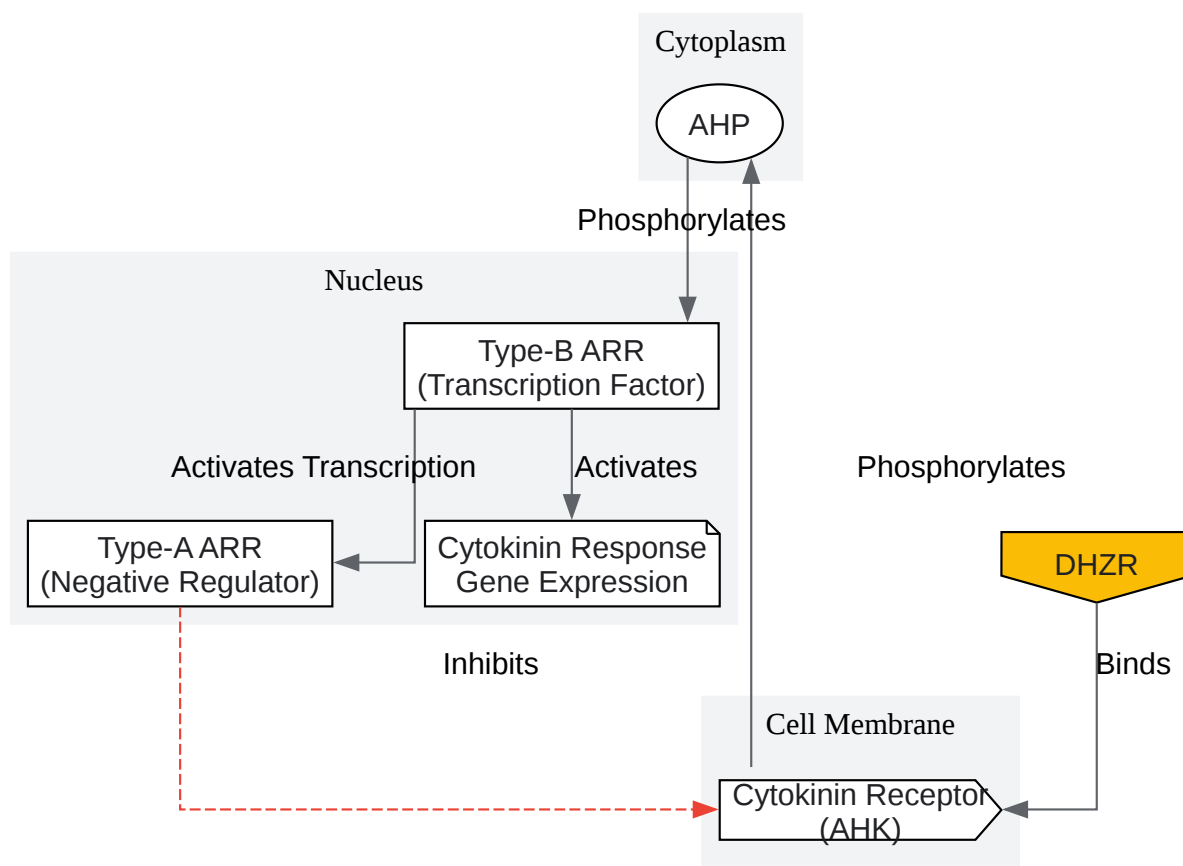 Cytoplasm
AHP
Phosphorylates
Nucleus
Type-B ARR
(Transcription Factor)
Activates Transcription
Activates
Phosphorylates
Type-A ARR
(Negative Regulator)
Cytokinin Response
Gene Expression
DHZR
Inhibits
Binds
Cell Membrane
Cytokinin Receptor
(AHK)